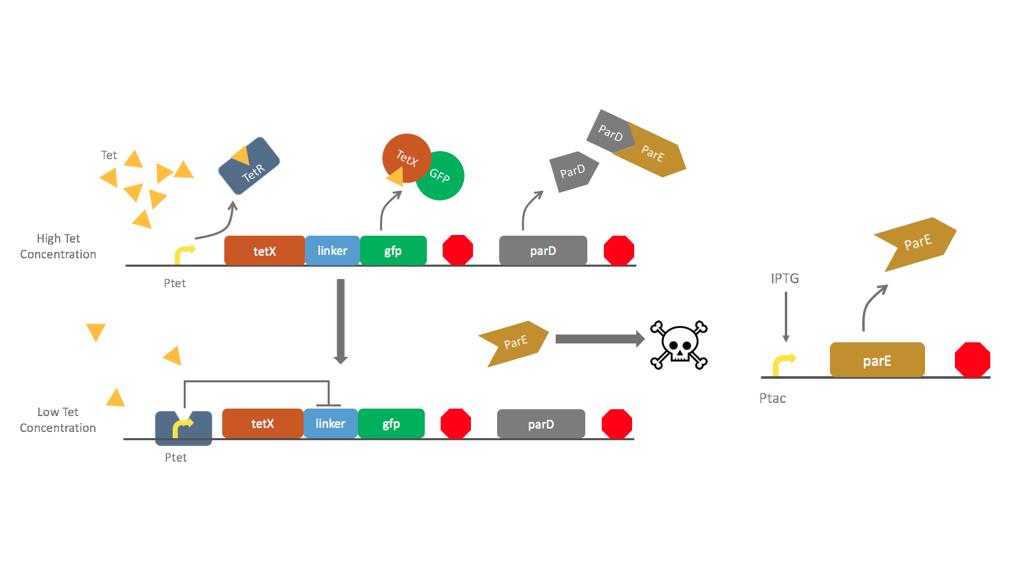 Tet
TetR
TetX
GFP
ParD
ParD
ParE
High Tet
Concentration
tetX
linker
gfp
parD
Ptet
ParE
IPTG
ParE
parE
Ptac
Low Tet
Concentration
tetX
linker
gfp
parD
Ptet